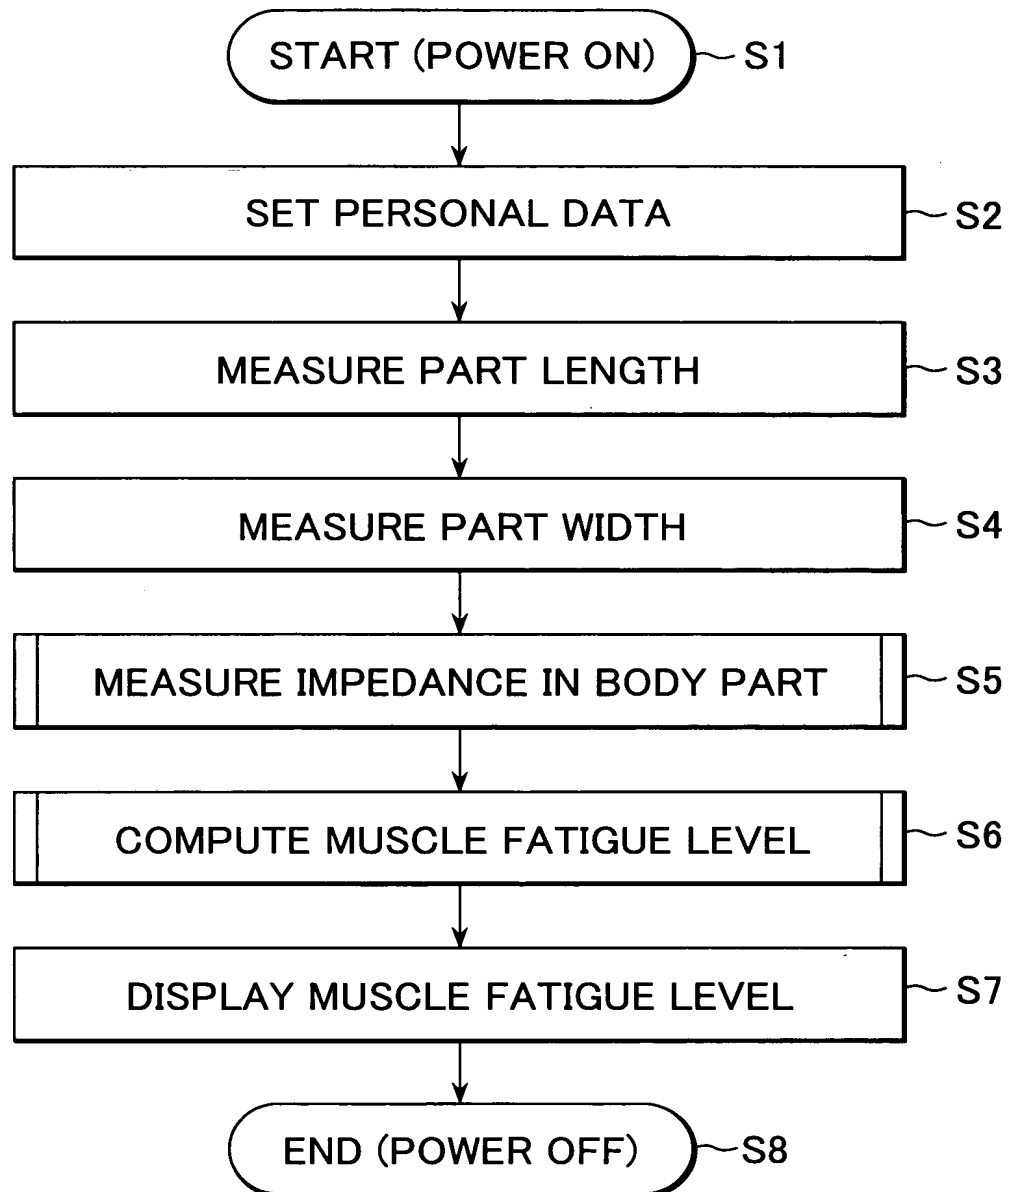 START (POWER ON) S1
SET PERSONAL DATA S2
MEASURE PART LENGTH S3
MEASURE PART WIDTH S4
MEASURE IMPEDANCE IN BODY PART S5
COMPUTE MUSCLE FATIGUE LEVEL S6
DISPLAY MUSCLE FATIGUE LEVEL S7
END (POWER OFF) S8